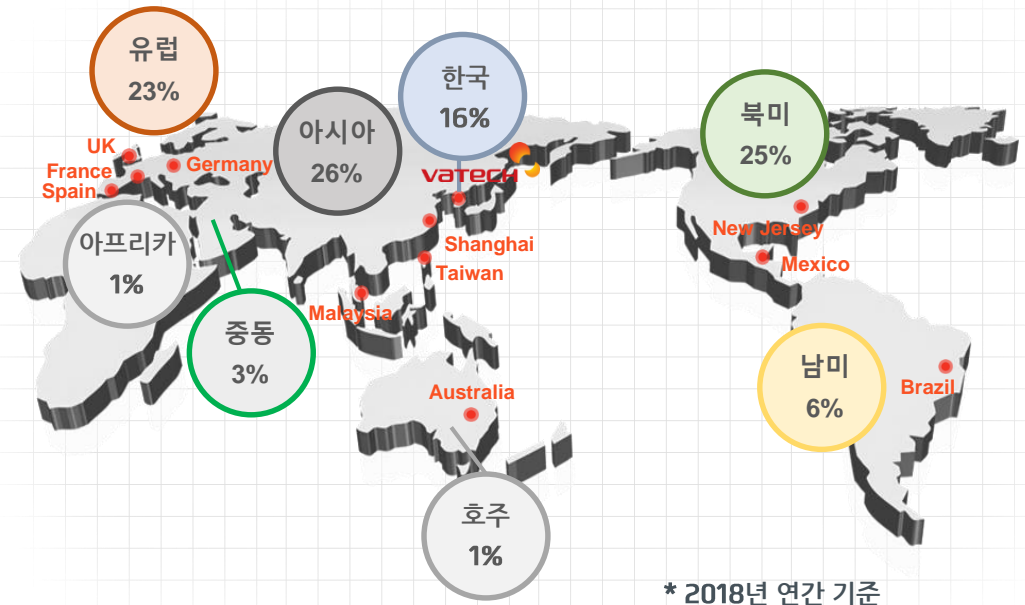 유럽
23%
한국
16%
아시아
26%
북미
25%
UK
France
Spain
Germany
VATECH
아프리카
1%
중동
3%
Shanghai
Taiwan
Malaysia
New Jersey
Mexico
남미
6%
Brazil
Australia
호주
1%
* 2018년 연간 기준